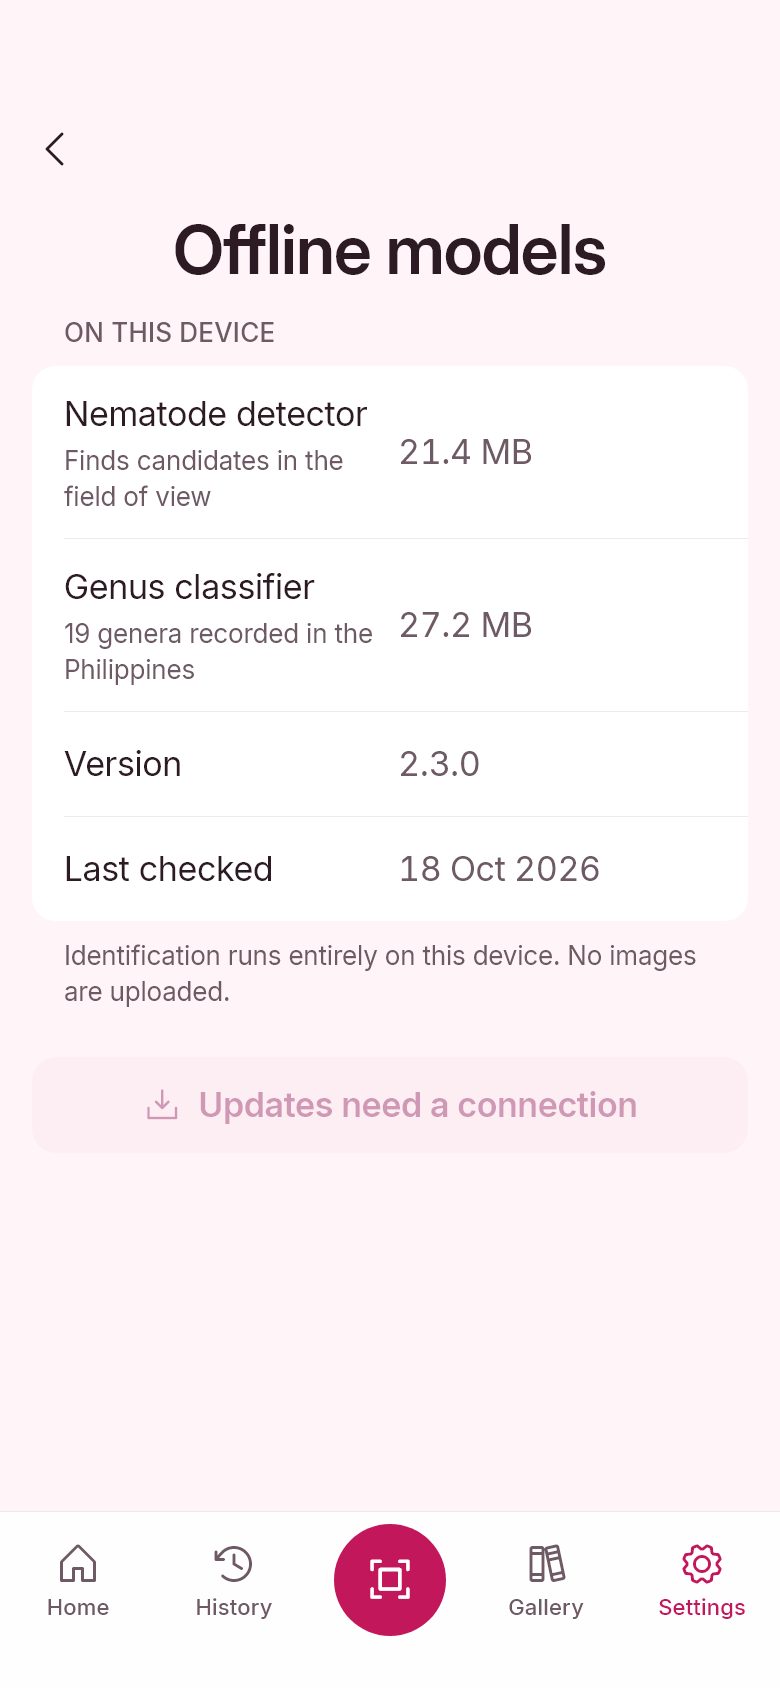 Offline models
ON THIS DEVICE
Nematode detector
Finds candidates in the
field of view
21.4 MB
Genus classifier
19 genera recorded in the
Philippines
27.2 MB
Version
2.3.0
Last checked
18 Oct 2026
Identification runs entirely on this device. No images
are uploaded.
Updates need a connection
Home
History
Gallery
Settings